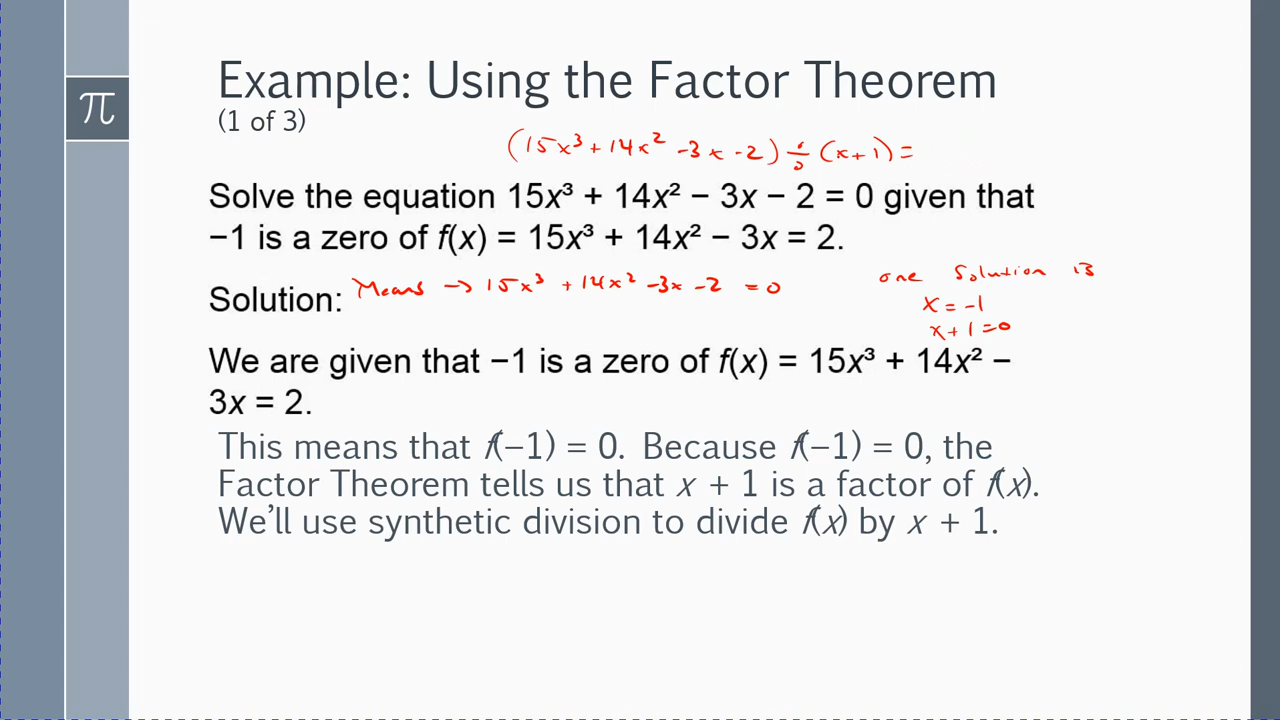 π
Example: Using the Factor Theorem
(1 of 3)
(15x³ + 14x² - 3x - 2) ÷ (x+1) =
Solve the equation 15x³ + 14x² − 3x − 2 = 0 given that
−1 is a zero of f(x) = 15x³ + 14x² − 3x = 2.
Solution:
Means → 15x³ + 14x² - 3x - 2 = 0
one Solution is
x = -1
x + 1 = 0
We are given that −1 is a zero of f(x) = 15x³ + 14x² −
3x = 2.
This means that f(−1) = 0. Because f(−1) = 0, the
Factor Theorem tells us that x + 1 is a factor of f(x).
We’ll use synthetic division to divide f(x) by x + 1.